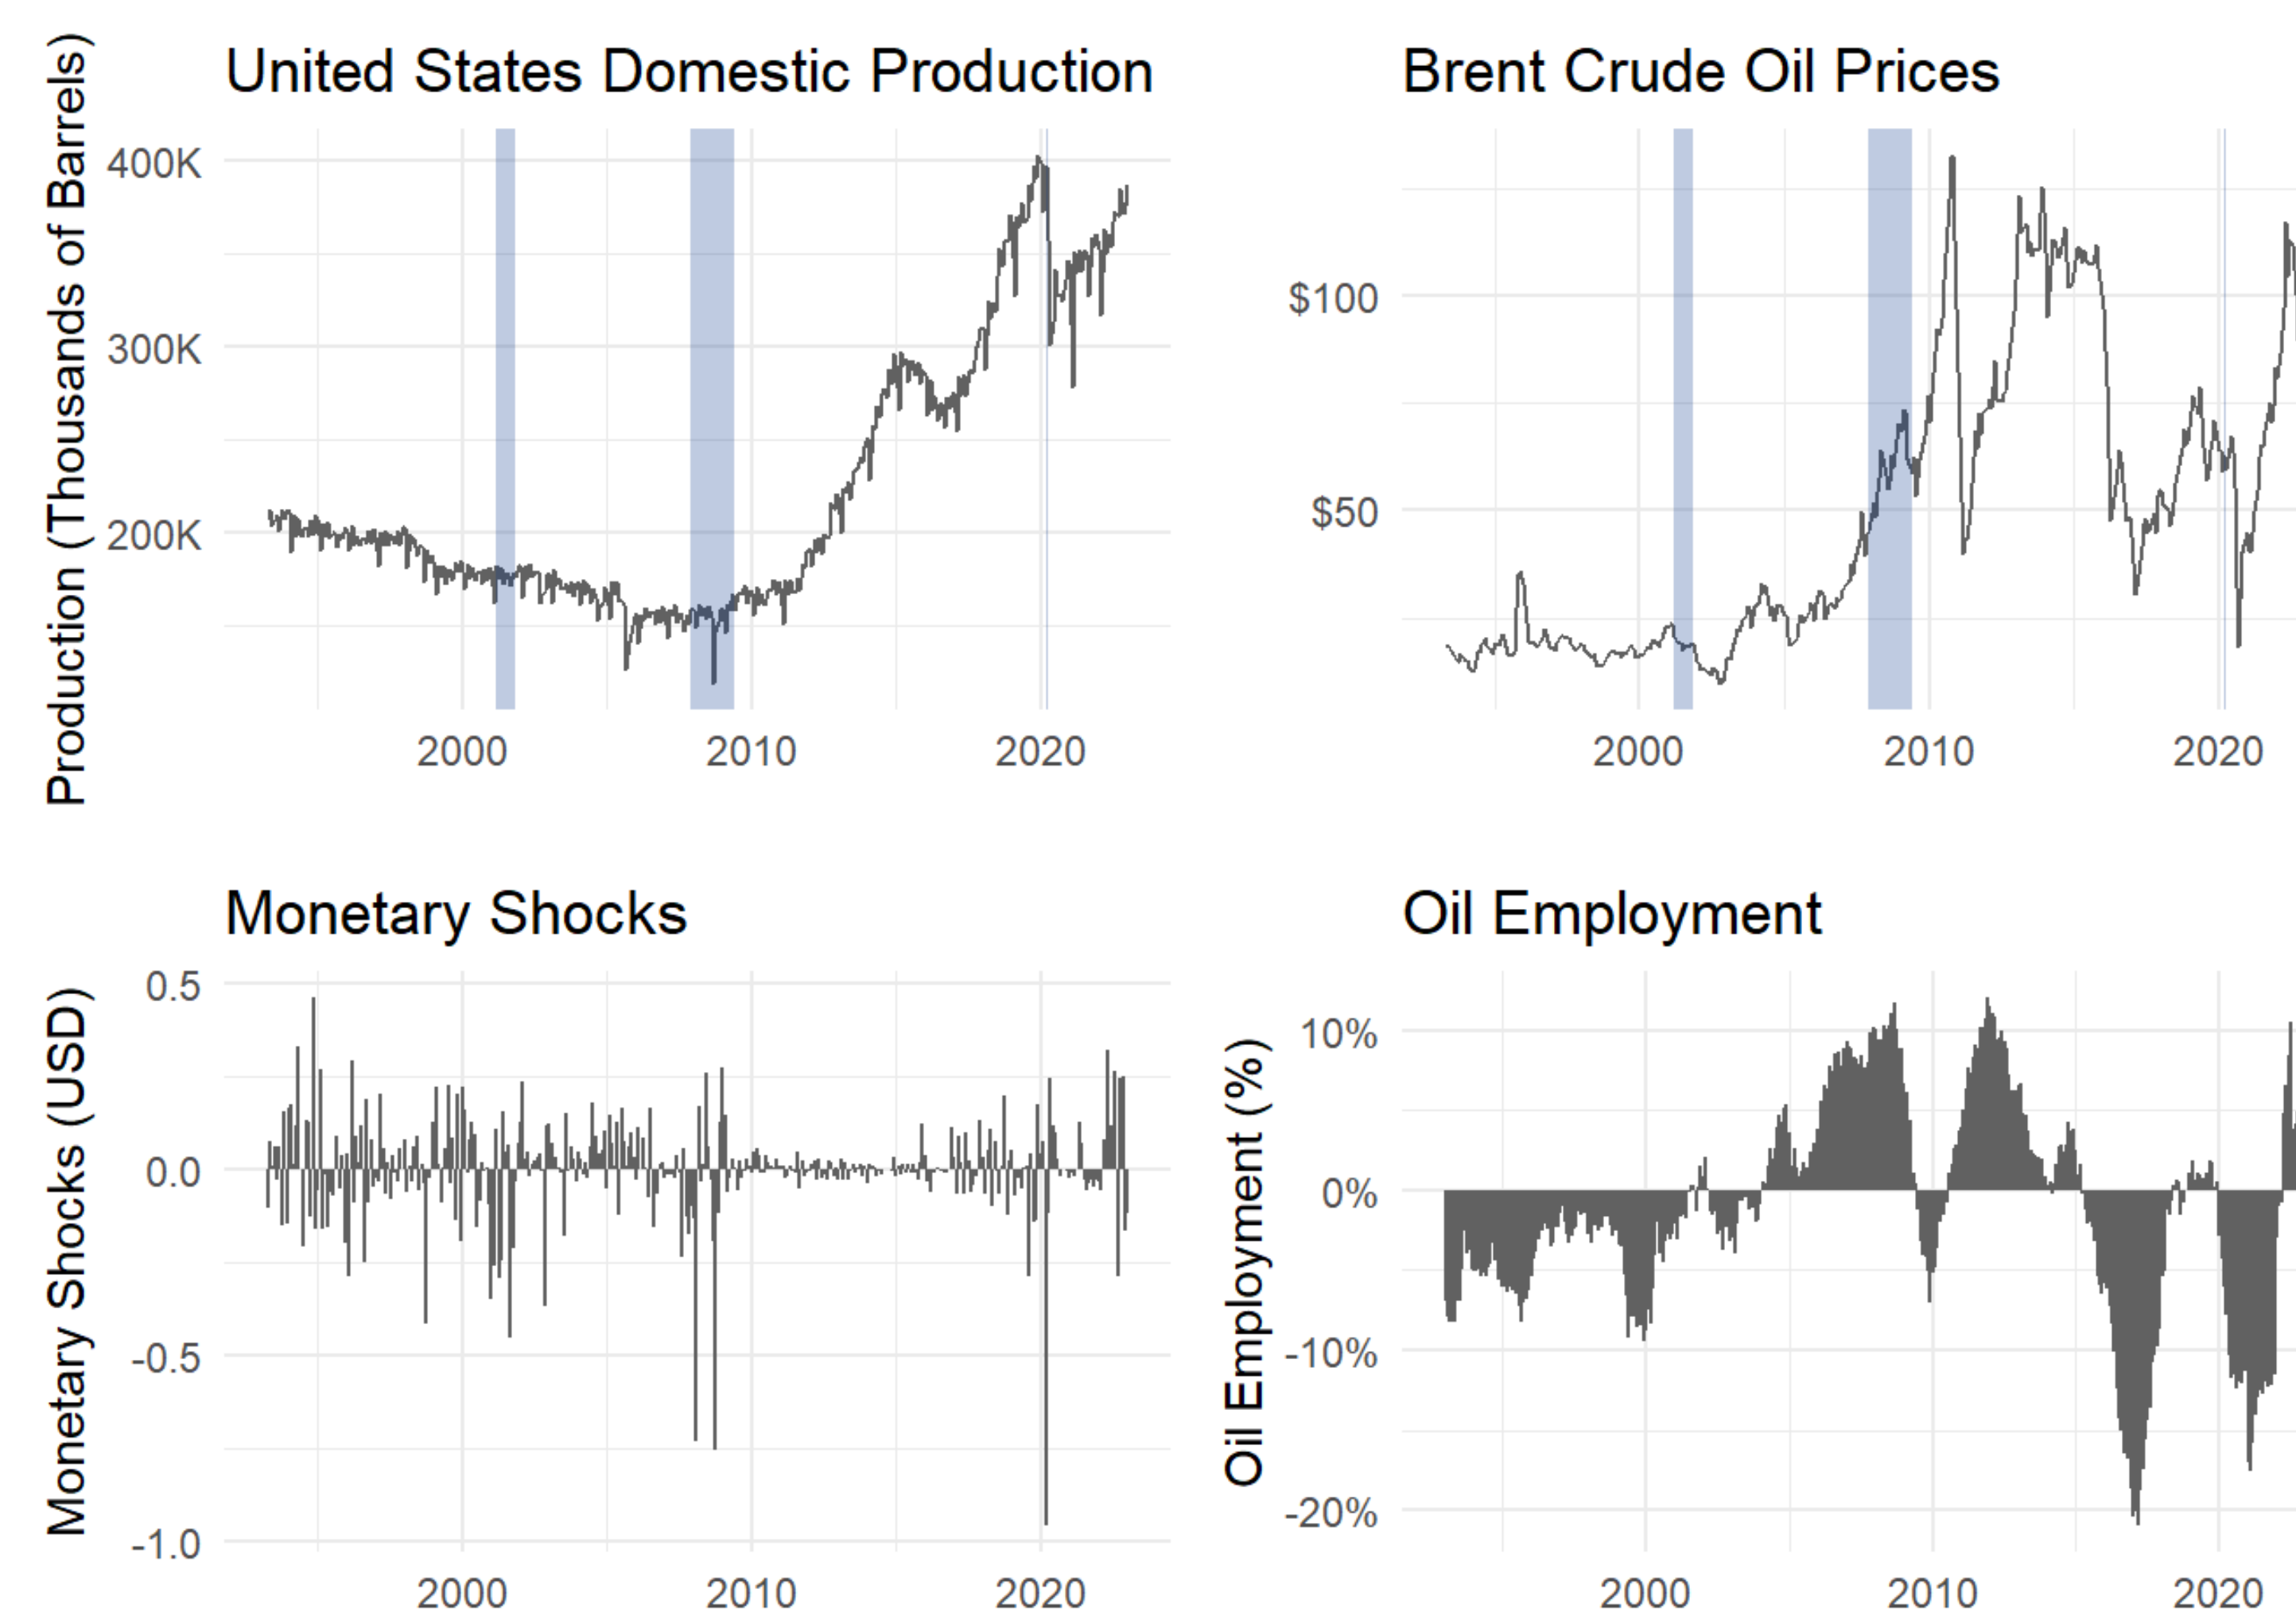 United States Domestic Production
Production (Thousands of Barrels)
400K
300K
200K
2000 2010 2020
Brent Crude Oil Prices
$100
$50
2000 2010 2020
Monetary Shocks
Monetary Shocks (USD)
0.5
0.0
-0.5
-1.0
2000 2010 2020
Oil Employment
Oil Employment (%)
10%
0%
-10%
-20%
2000 2010 2020